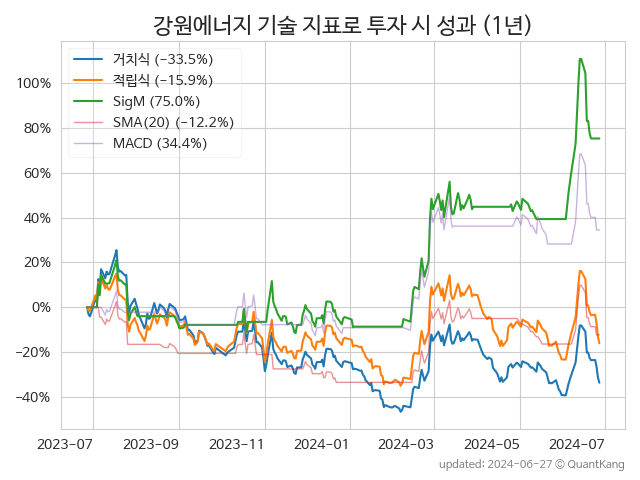 강원에너지 기술 지표로 투자 시 성과 (1년)
거치식 (−33.5%)
적립식 (−15.9%)
SigM (75.0%)
SMA(20) (−12.2%)
MACD (34.4%)
100%
80%
60%
40%
20%
0%
−20%
−40%
2023−07
2023−09
2023−11
2024−01
2024−03
2024−05
2024−07
updated: 2024−06−27 © QuantKang